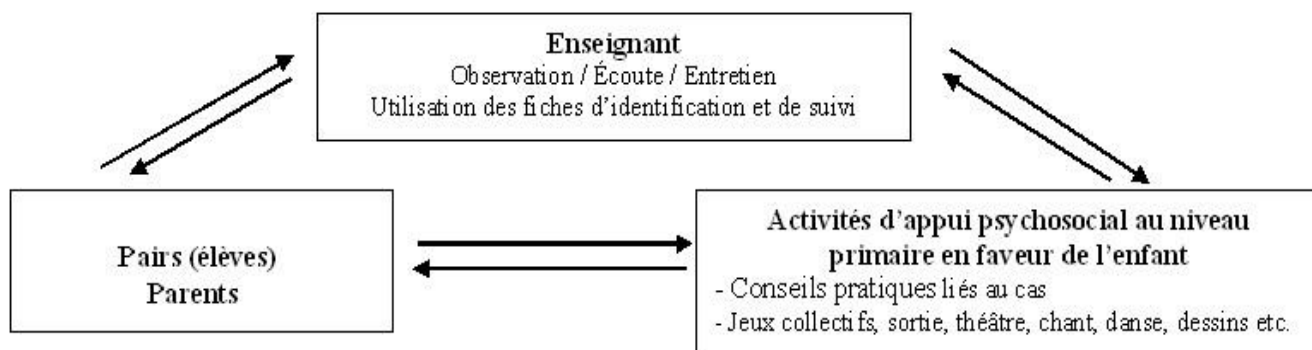 Enseignant
Observation / Écoute / Entretien
Utilisation des fiches d'identification et de suivi
Pairs (élèves)
Parents
Activités d'appui psychosocial au niveau
primaire en faveur de l'enfant
- Conseils pratiques liés au cas
- Jeux collectifs, sortie, théâtre, chant, danse, dessins etc.